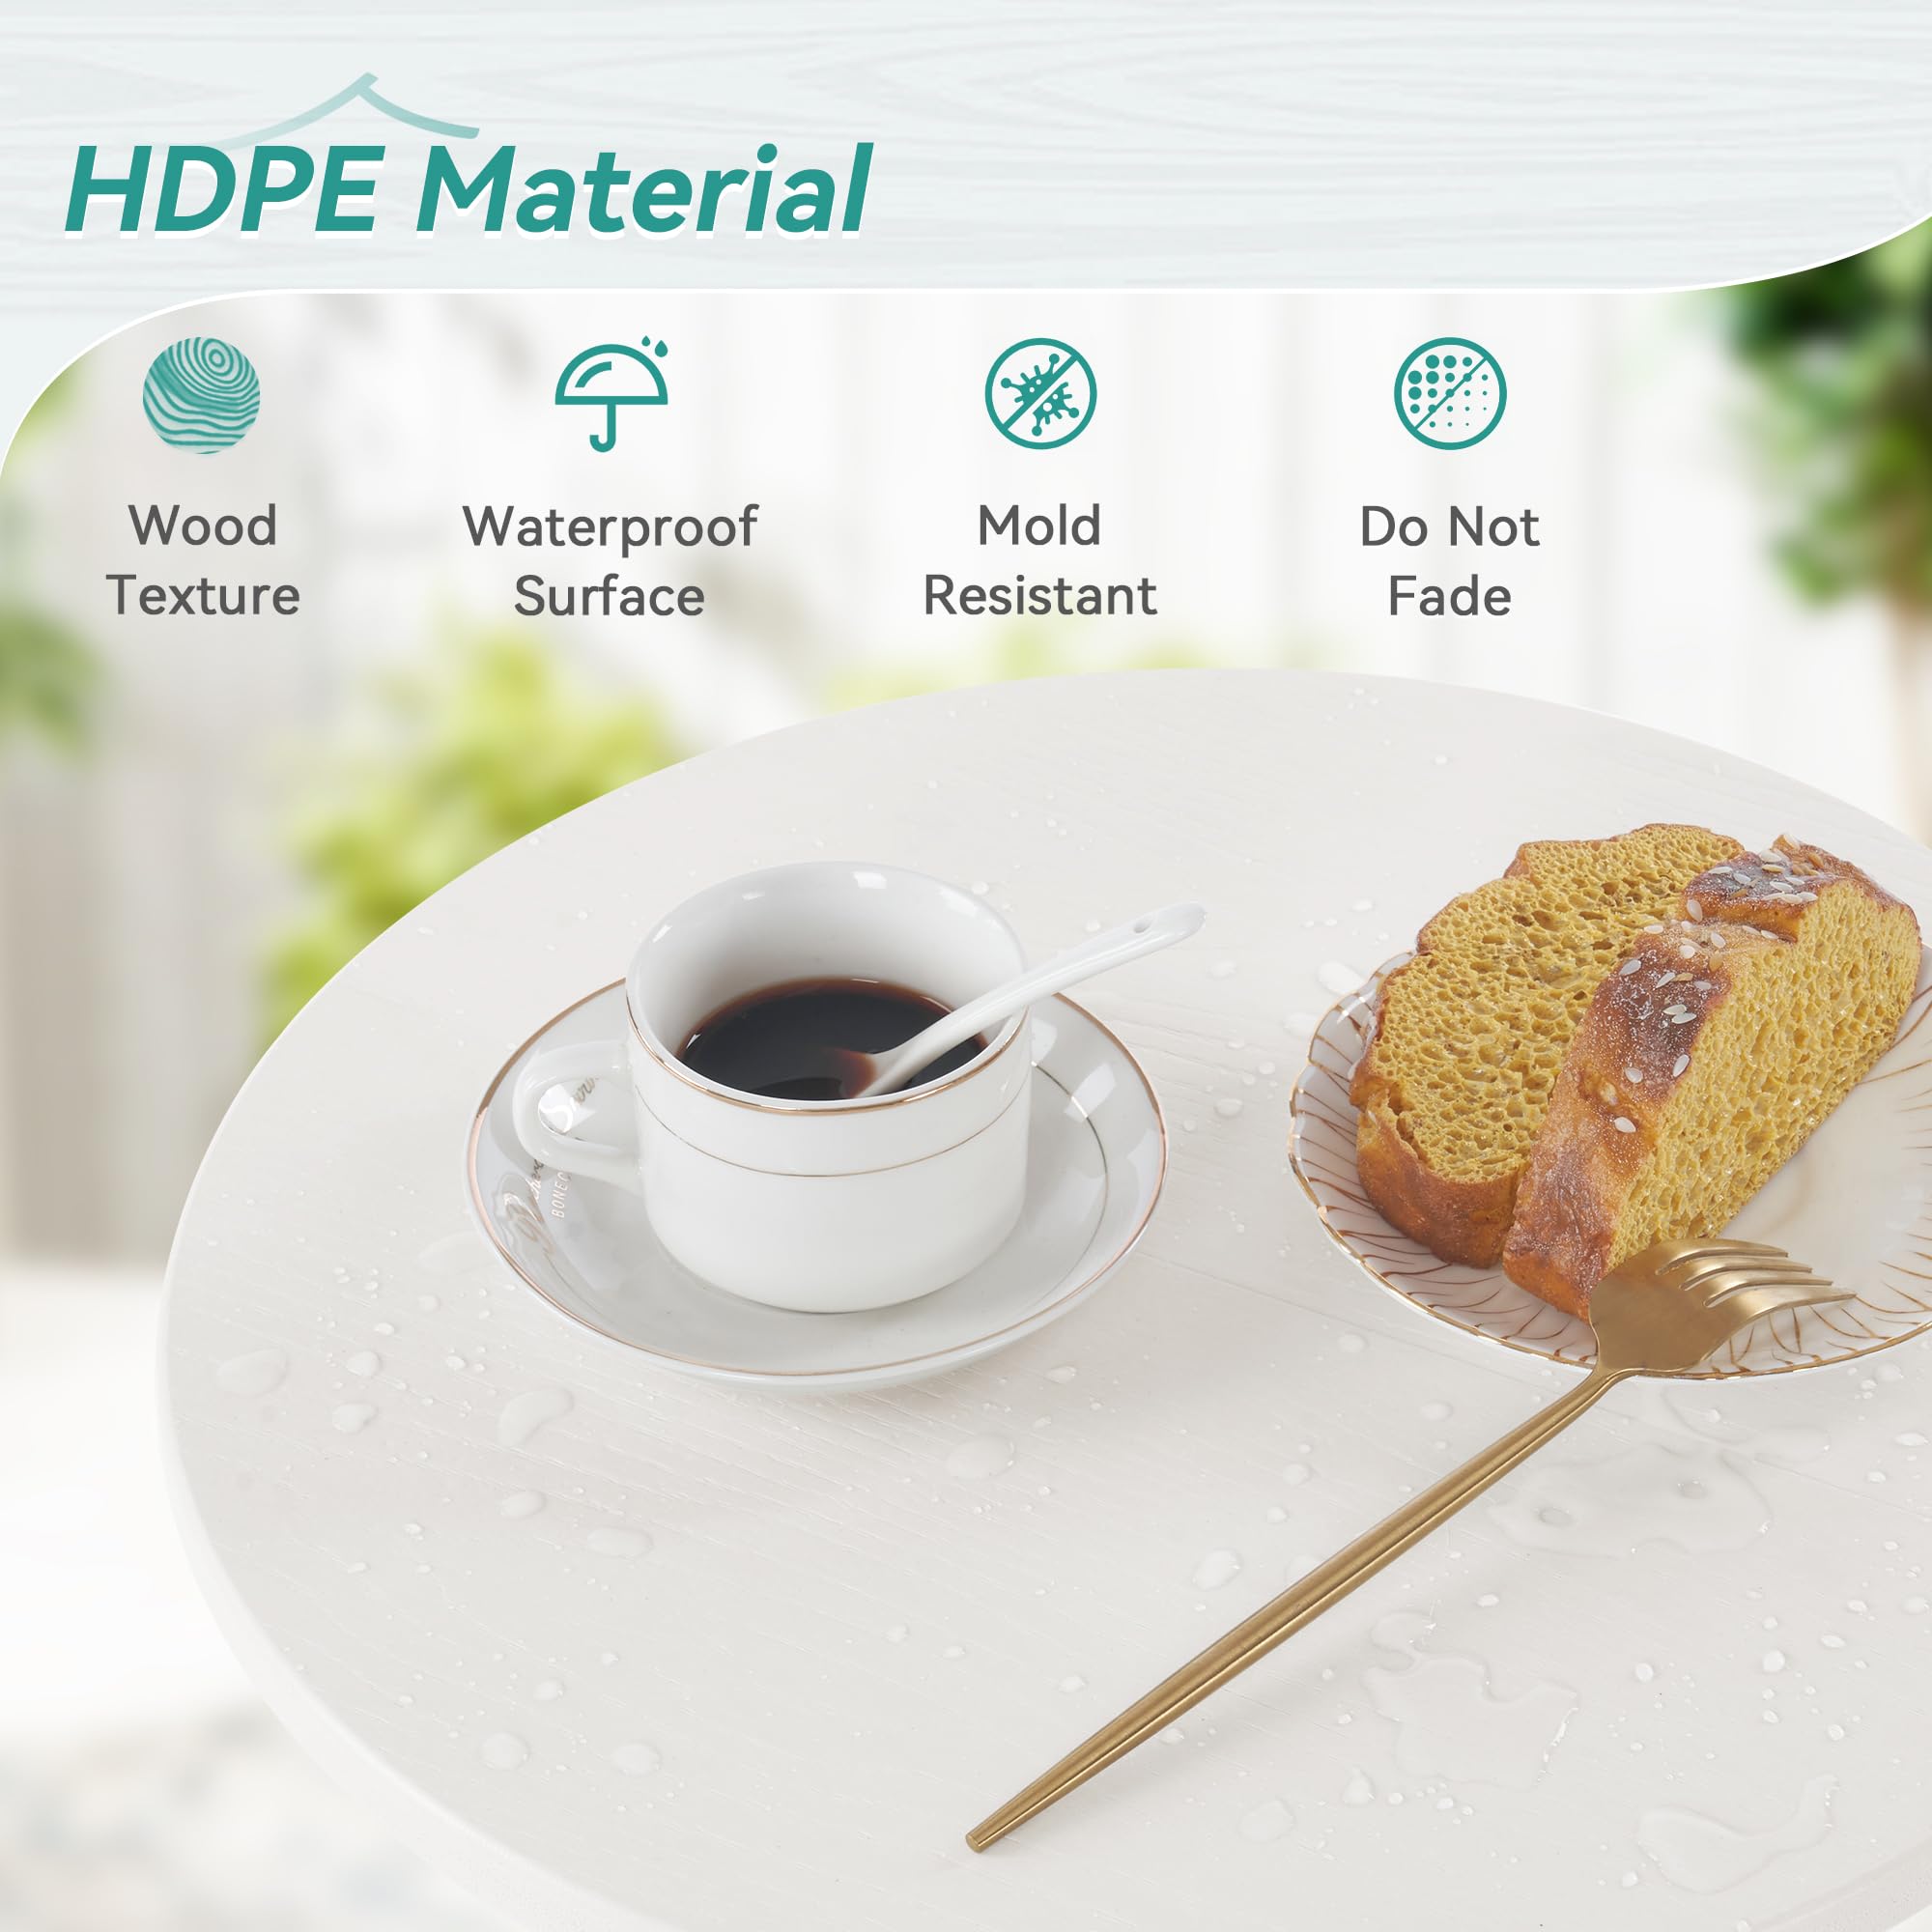 HDPE Material
Wood
Texture
Waterproof
Surface
Mold
Resistant
Do Not
Fade